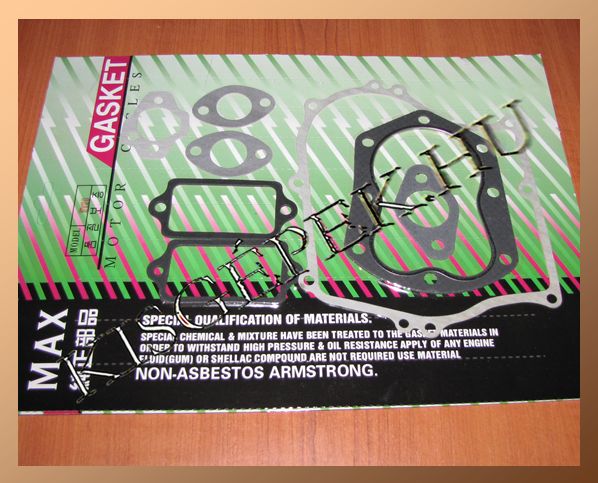 GASKET
MOTOR CYCLES
MODEL
MAX
SPECIAL QUALIFICATION OF MATERIALS.
SPECIAL CHEMICAL & MIXTURE HAVE BEEN TREATED TO THE GASKET MATERIALS IN
ORDER TO WITHSTAND HIGH PRESSURE & OIL RESISTANCE APPLY OF ANY ENGINE
FLUID(GUM) OR SHELLAC COMPOUND ARE NOT REQUIRED USE MATERIAL
NON-ASBESTOS ARMSTRONG.
KISGEPEK.HU